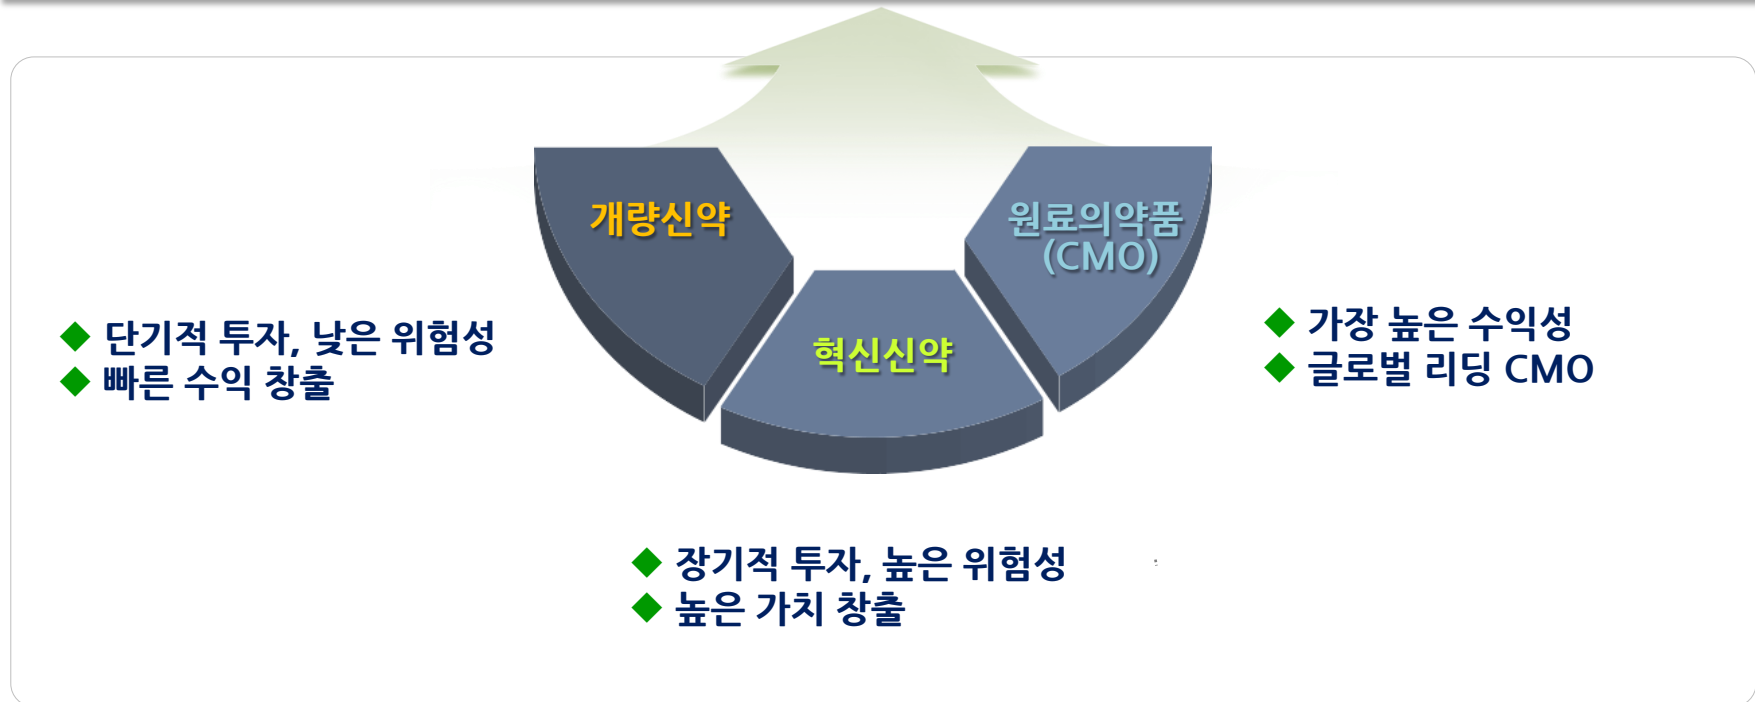 개량신약
◆ 단기적 투자, 낮은 위험성
◆ 빠른 수익 창출
혁신신약
◆ 장기적 투자, 높은 위험성
◆ 높은 가치 창출
원료의약품
(CMO)
◆ 가장 높은 수익성
◆ 글로벌 리딩 CMO